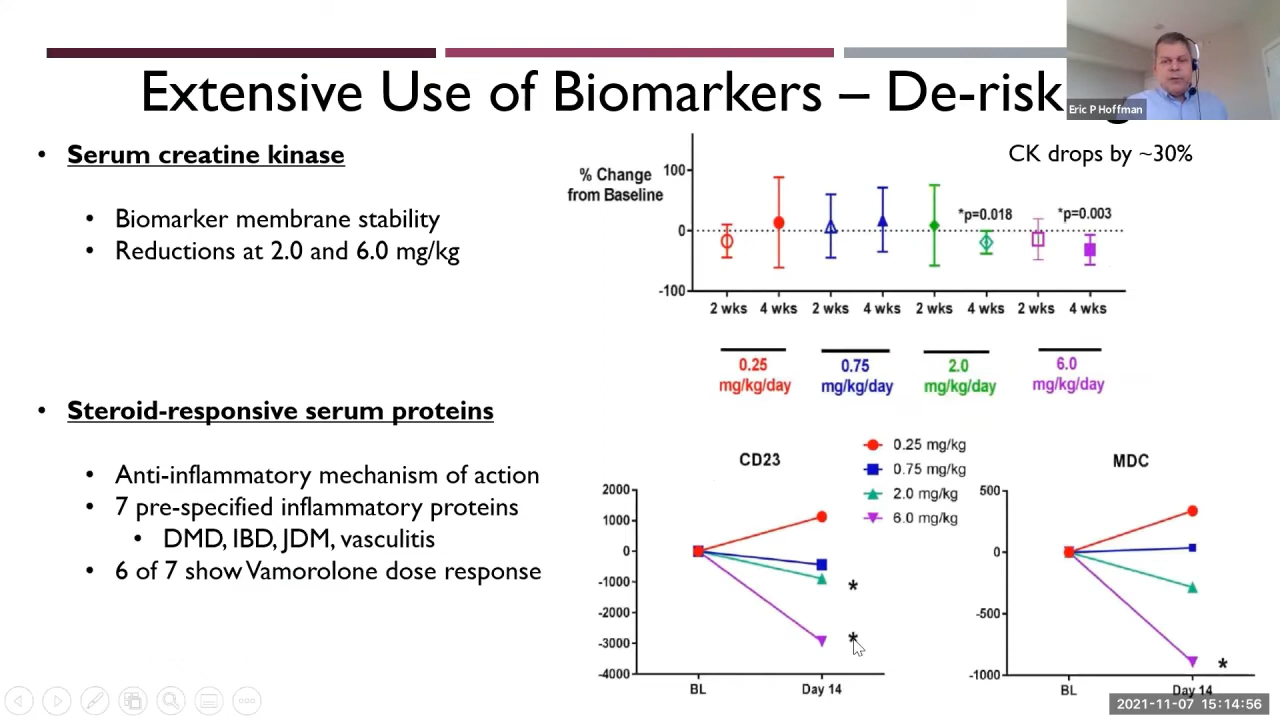 Extensive Use of Biomarkers – De-risk
Eric P Hoffman
• Serum creatine kinase
• Biomarker membrane stability
• Reductions at 2.0 and 6.0 mg/kg
• Steroid-responsive serum proteins
• Anti-inflammatory mechanism of action
• 7 pre-specified inflammatory proteins
• DMD, IBD, JDM, vasculitis
• 6 of 7 show Vamorolone dose response
CK drops by ~30%
% Change
from Baseline
100
0
-100
*p=0.018
*p=0.003
2 wks 4 wks 2 wks 4 wks 2 wks 4 wks 2 wks 4 wks
0.25 0.75 2.0 6.0
mg/kg/day mg/kg/day mg/kg/day mg/kg/day
CD23
2000
1000
0
-1000
-2000
-3000
-4000
*
*
BL Day 14
0.25 mg/kg
0.75 mg/kg
2.0 mg/kg
6.0 mg/kg
MDC
500
0
-500
-1000
*
BL Day 14
2021-11-07 15:14:56